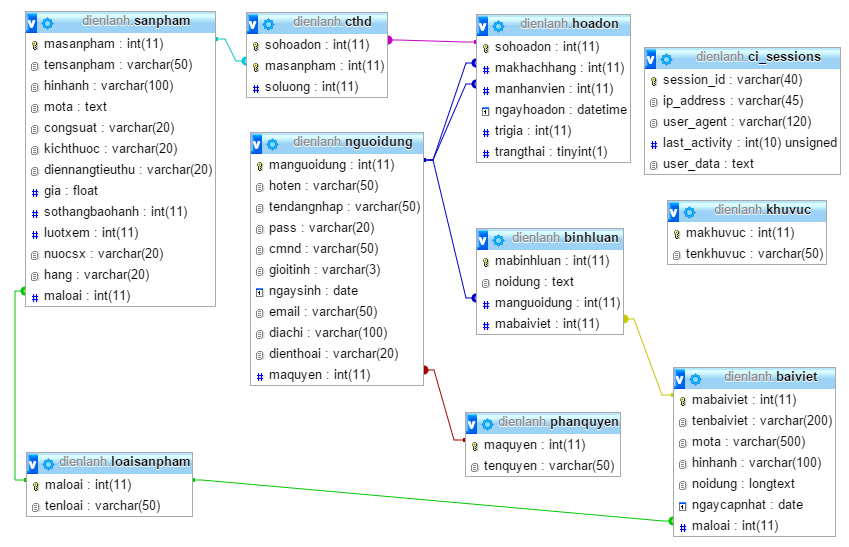 dienlanh.sanpham
masanpham : int(11)
tensanpham : varchar(50)
hinhanh : varchar(100)
mota : text
congsuat : varchar(20)
kichthuoc : varchar(20)
diennangtieuthu : varchar(20)
gia : float
sothangbaohanh : int(11)
luotxem : int(11)
nuocsx : varchar(20)
hang : varchar(20)
maloai : int(11)
dienlanh.cthd
sohoadon : int(11)
masanpham : int(11)
soluong : int(11)
dienlanh.hoadon
sohoadon : int(11)
makhachhang : int(11)
manhanvien : int(11)
ngayhoadon : datetime
trigia : int(11)
trangthai : tinyint(1)
dienlanh.ci_sessions
session_id : varchar(40)
ip_address : varchar(45)
user_agent : varchar(120)
last_activity : int(10) unsigned
user_data : text
dienlanh.nguoidung
manguoidung : int(11)
hoten : varchar(50)
tendangnhap : varchar(50)
pass : varchar(20)
cmnd : varchar(50)
gioitinh : varchar(3)
ngaysinh : date
email : varchar(50)
diachi : varchar(100)
dienthoai : varchar(20)
maquyen : int(11)
dienlanh.binhluan
mabinhluan : int(11)
noidung : text
manguoidung : int(11)
mabaiviet : int(11)
dienlanh.khuvuc
makhuvuc : int(11)
tenkhuvuc : varchar(50)
dienlanh.phanquyen
maquyen : int(11)
tenquyen : varchar(50)
dienlanh.baiviet
mabaiviet : int(11)
tenbaiviet : varchar(200)
mota : varchar(500)
hinhanh : varchar(100)
noidung : longtext
ngaycapnhat : date
maloai : int(11)
dienlanh.loaisanpham
maloai : int(11)
tenloai : varchar(50)